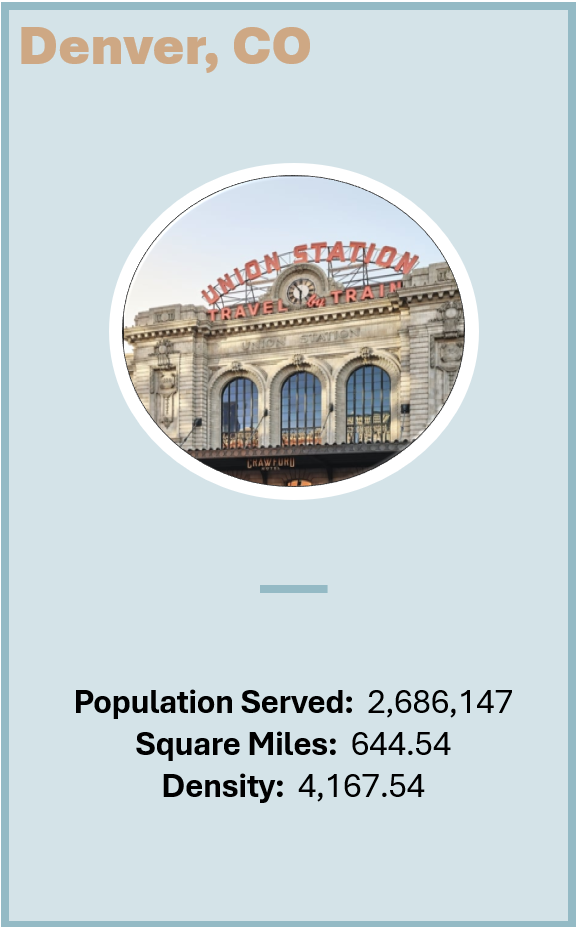 Denver, CO
UNION STATION
TRAVEL by TRAIN
UNION STATION
CRAWFORD
HOTEL
Population Served: 2,686,147
Square Miles: 644.54
Density: 4,167.54